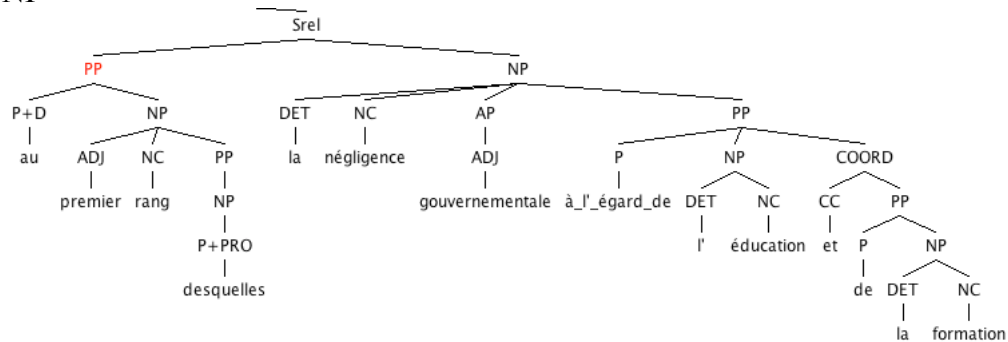 Srel
PP NP
P+D NP DET NC AP PP
au ADJ NC PP la négligence ADJ P NP COORD
premier rang NP gouvernementale à_l'_égard_de DET NC CC PP
P+PRO l' éducation et P NP
desquelles de DET NC
la formation